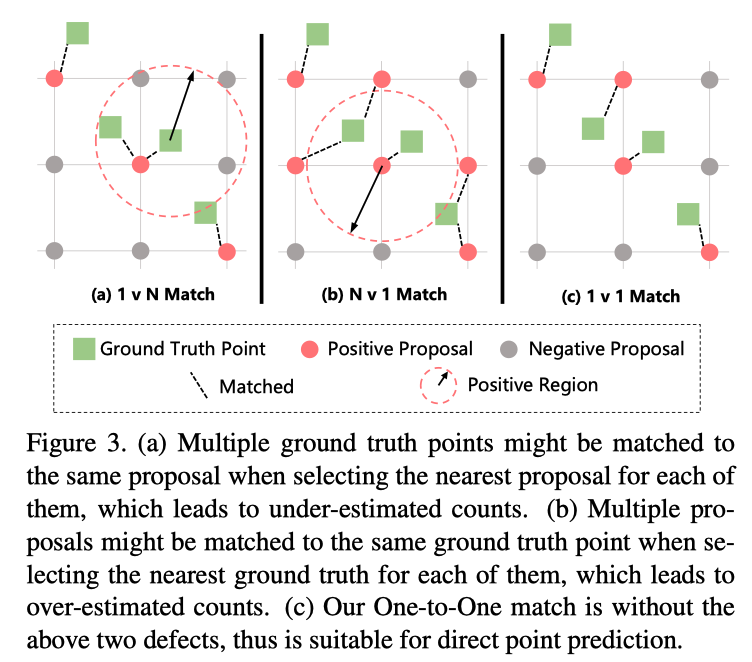 (a) 1 v N Match
(b) N v 1 Match
(c) 1 v 1 Match
Ground Truth Point
Positive Proposal
Negative Proposal
Matched
Positive Region
Figure 3. (a) Multiple ground truth points might be matched to
the same proposal when selecting the nearest proposal for each of
them, which leads to under-estimated counts. (b) Multiple pro-
posals might be matched to the same ground truth point when se-
lecting the nearest ground truth for each of them, which leads to
over-estimated counts. (c) Our One-to-One match is without the
above two defects, thus is suitable for direct point prediction.